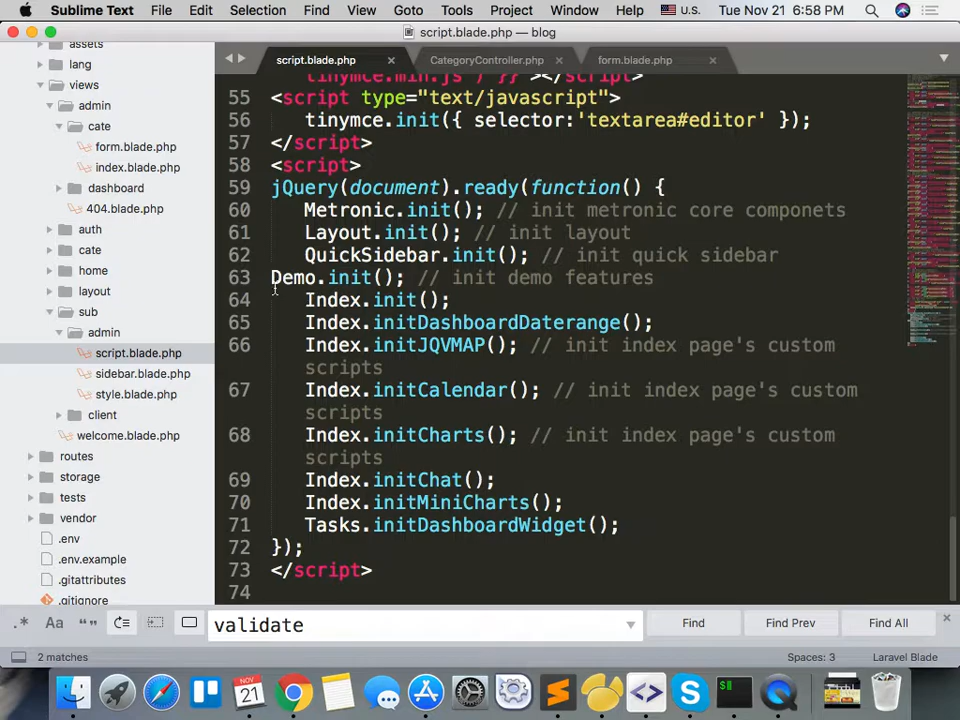 Sublime Text File Edit Selection Find View Goto Tools Project Window Help U.S. Tue Nov 21 6:58 PM
script.blade.php — blog
assets
lang
views
admin
cate
form.blade.php
index.blade.php
dashboard
404.blade.php
auth
cate
home
layout
sub
admin
script.blade.php
sidebar.blade.php
style.blade.php
client
welcome.blade.php
routes
storage
tests
vendor
.env
.env.example
.gitattributes
.gitignore
script.blade.php CategoryController.php form.blade.php
tinymce.min.js') }}"></script>
55 <script type="text/javascript">
56 tinymce.init({ selector:'textarea#editor' });
57 </script>
58 <script>
59 jQuery(document).ready(function() {
60 Metronic.init(); // init metronic core componets
61 Layout.init(); // init layout
62 QuickSidebar.init(); // init quick sidebar
63 Demo.init(); // init demo features
64 Index.init();
65 Index.initDashboardDaterange();
66 Index.initJQVMAP(); // init index page's custom
scripts
67 Index.initCalendar(); // init index page's custom
scripts
68 Index.initCharts(); // init index page's custom
scripts
69 Index.initChat();
70 Index.initMiniCharts();
71 Tasks.initDashboardWidget();
72 });
73 </script>
74
.* Aa “” validate Find Find Prev Find All
2 matches Spaces: 3 Laravel Blade
NOV
21